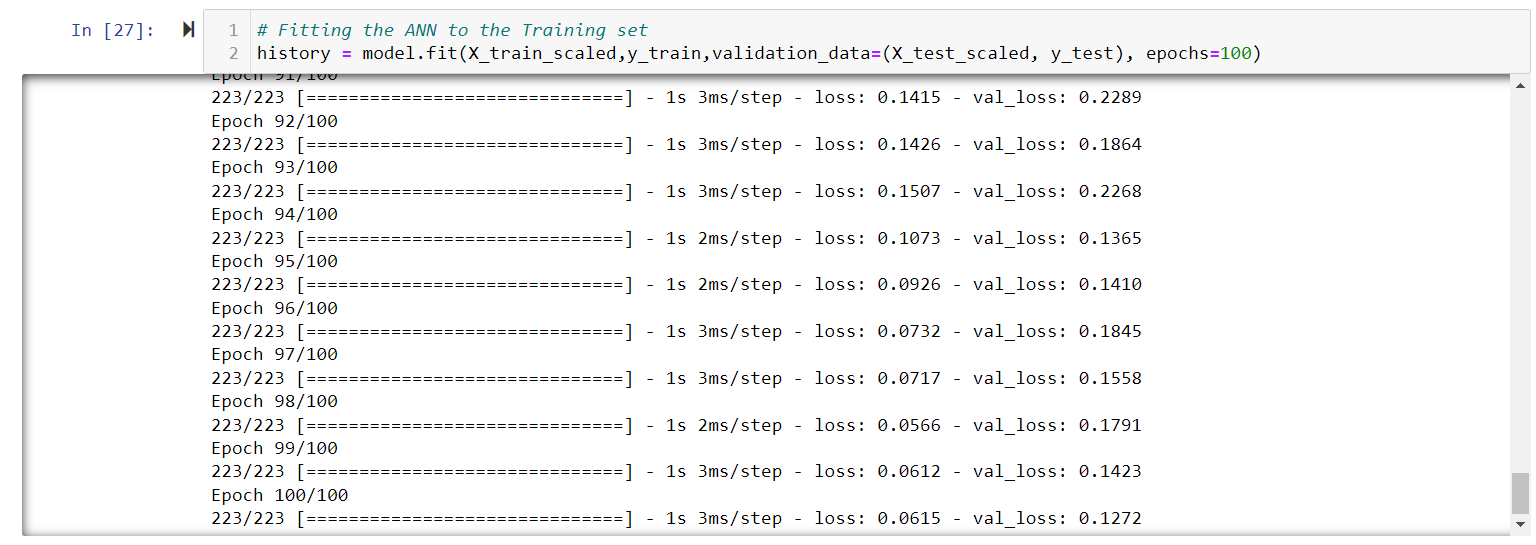 In [27]:
1 # Fitting the ANN to the Training set
2 history = model.fit(X_train_scaled,y_train,validation_data=(X_test_scaled, y_test), epochs=100)
Epoch 91/100
223/223 [==============================] - 1s 3ms/step - loss: 0.1415 - val_loss: 0.2289
Epoch 92/100
223/223 [==============================] - 1s 3ms/step - loss: 0.1426 - val_loss: 0.1864
Epoch 93/100
223/223 [==============================] - 1s 3ms/step - loss: 0.1507 - val_loss: 0.2268
Epoch 94/100
223/223 [==============================] - 1s 2ms/step - loss: 0.1073 - val_loss: 0.1365
Epoch 95/100
223/223 [==============================] - 1s 2ms/step - loss: 0.0926 - val_loss: 0.1410
Epoch 96/100
223/223 [==============================] - 1s 3ms/step - loss: 0.0732 - val_loss: 0.1845
Epoch 97/100
223/223 [==============================] - 1s 3ms/step - loss: 0.0717 - val_loss: 0.1558
Epoch 98/100
223/223 [==============================] - 1s 2ms/step - loss: 0.0566 - val_loss: 0.1791
Epoch 99/100
223/223 [==============================] - 1s 3ms/step - loss: 0.0612 - val_loss: 0.1423
Epoch 100/100
223/223 [==============================] - 1s 3ms/step - loss: 0.0615 - val_loss: 0.1272